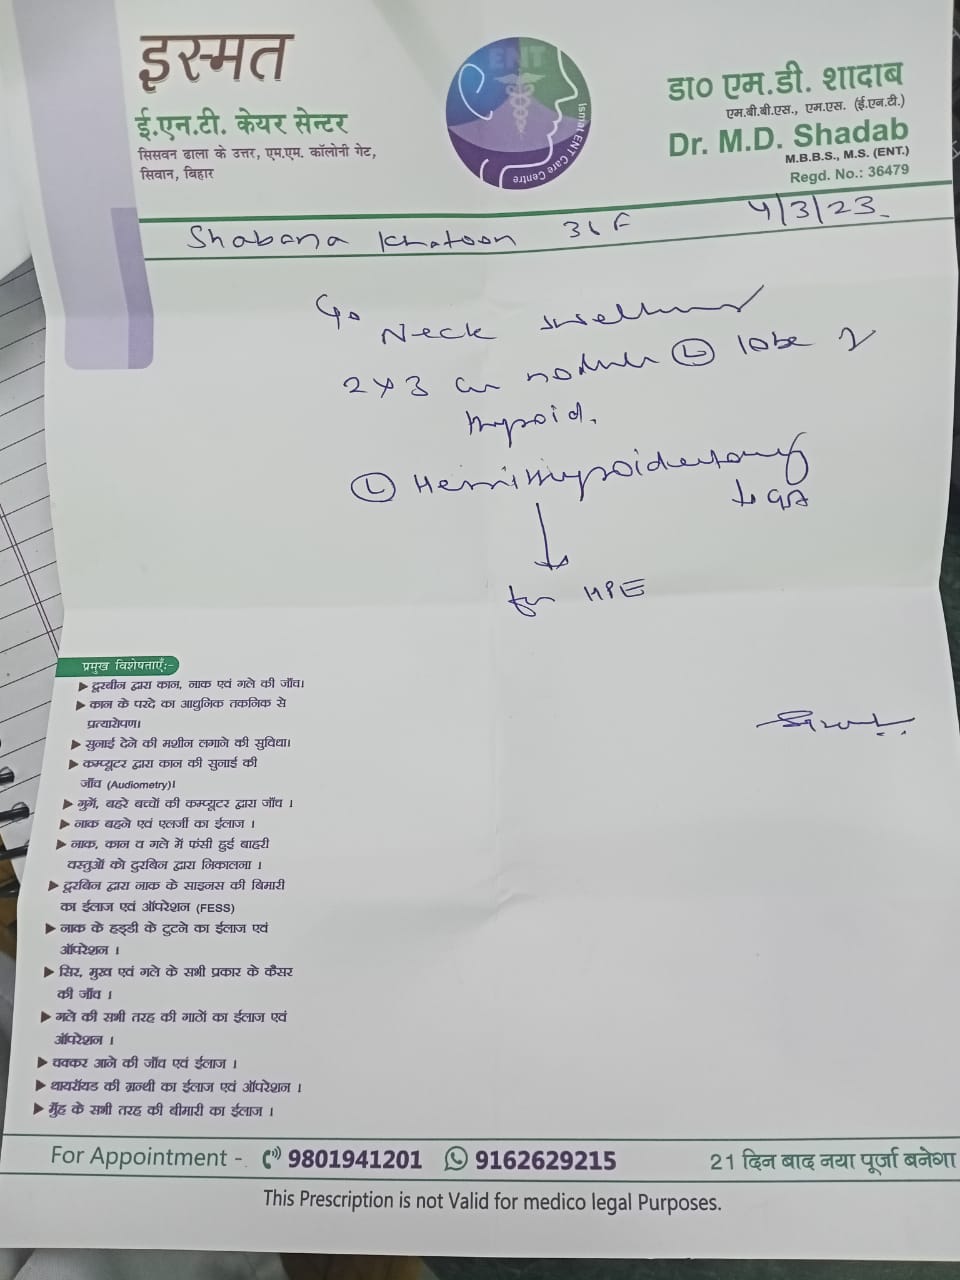 इस्मत
ई.एन.टी. केयर सेन्टर
सिसवन ढाला के उत्तर, एम.एम. कॉलोनी गेट,
सिवान, बिहार
ENT
Ismat ENT Care Centre
डा० एम.डी. शादाब
एम.बी.बी.एस., एम.एस. (ई.एन.टी.)
Dr. M.D. Shadab
M.B.B.S., M.S. (ENT.)
Regd. No.: 36479
Shabana Khatoon 36 F 4/3/23
Neck swelling
2x3 cm nodule (L) lobe of
thyroid.
(L) Hemithyroidectomy
GA
↓
for HPE
प्रमुख विशेषताएँ:-
▶ दूरबीन द्वारा कान, नाक एवं गले की जाँच।
▶ कान के परदे का आधुनिक तकनिक से
प्रत्यारोपण।
▶ सुनाई देने की मशीन लगाने की सुविधा।
▶ कम्प्यूटर द्वारा कान की सुनाई की
जाँच (Audiometry)।
▶ गुगें, बहरे बच्चों की कम्प्यूटर द्वारा जाँच ।
▶ नाक बहने एवं एलर्जी का ईलाज ।
▶ नाक, कान व गले में फंसी हुई बाहरी
वस्तुओं को दुरबिन द्वारा निकालना ।
▶ दूरबिन द्वारा नाक के साइनस की बिमारी
का ईलाज एवं ऑपरेशन (FESS)
▶ नाक के हड्डी के टुटने का ईलाज एवं
ऑपरेशन ।
▶ सिर, मुख एवं गले के सभी प्रकार के कैंसर
की जाँच ।
▶ गले की सभी तरह की गाठों का ईलाज एवं
ऑपरेशन ।
▶ चक्कर आने की जाँच एवं ईलाज ।
▶ थायरॉयड की ग्रन्थी का ईलाज एवं ऑपरेशन ।
▶ मुँह के सभी तरह की बीमारी का ईलाज ।
For Appointment - 9801941201 9162629215 21 दिन बाद नया पूर्जा बनेगा
This Prescription is not Valid for medico legal Purposes.